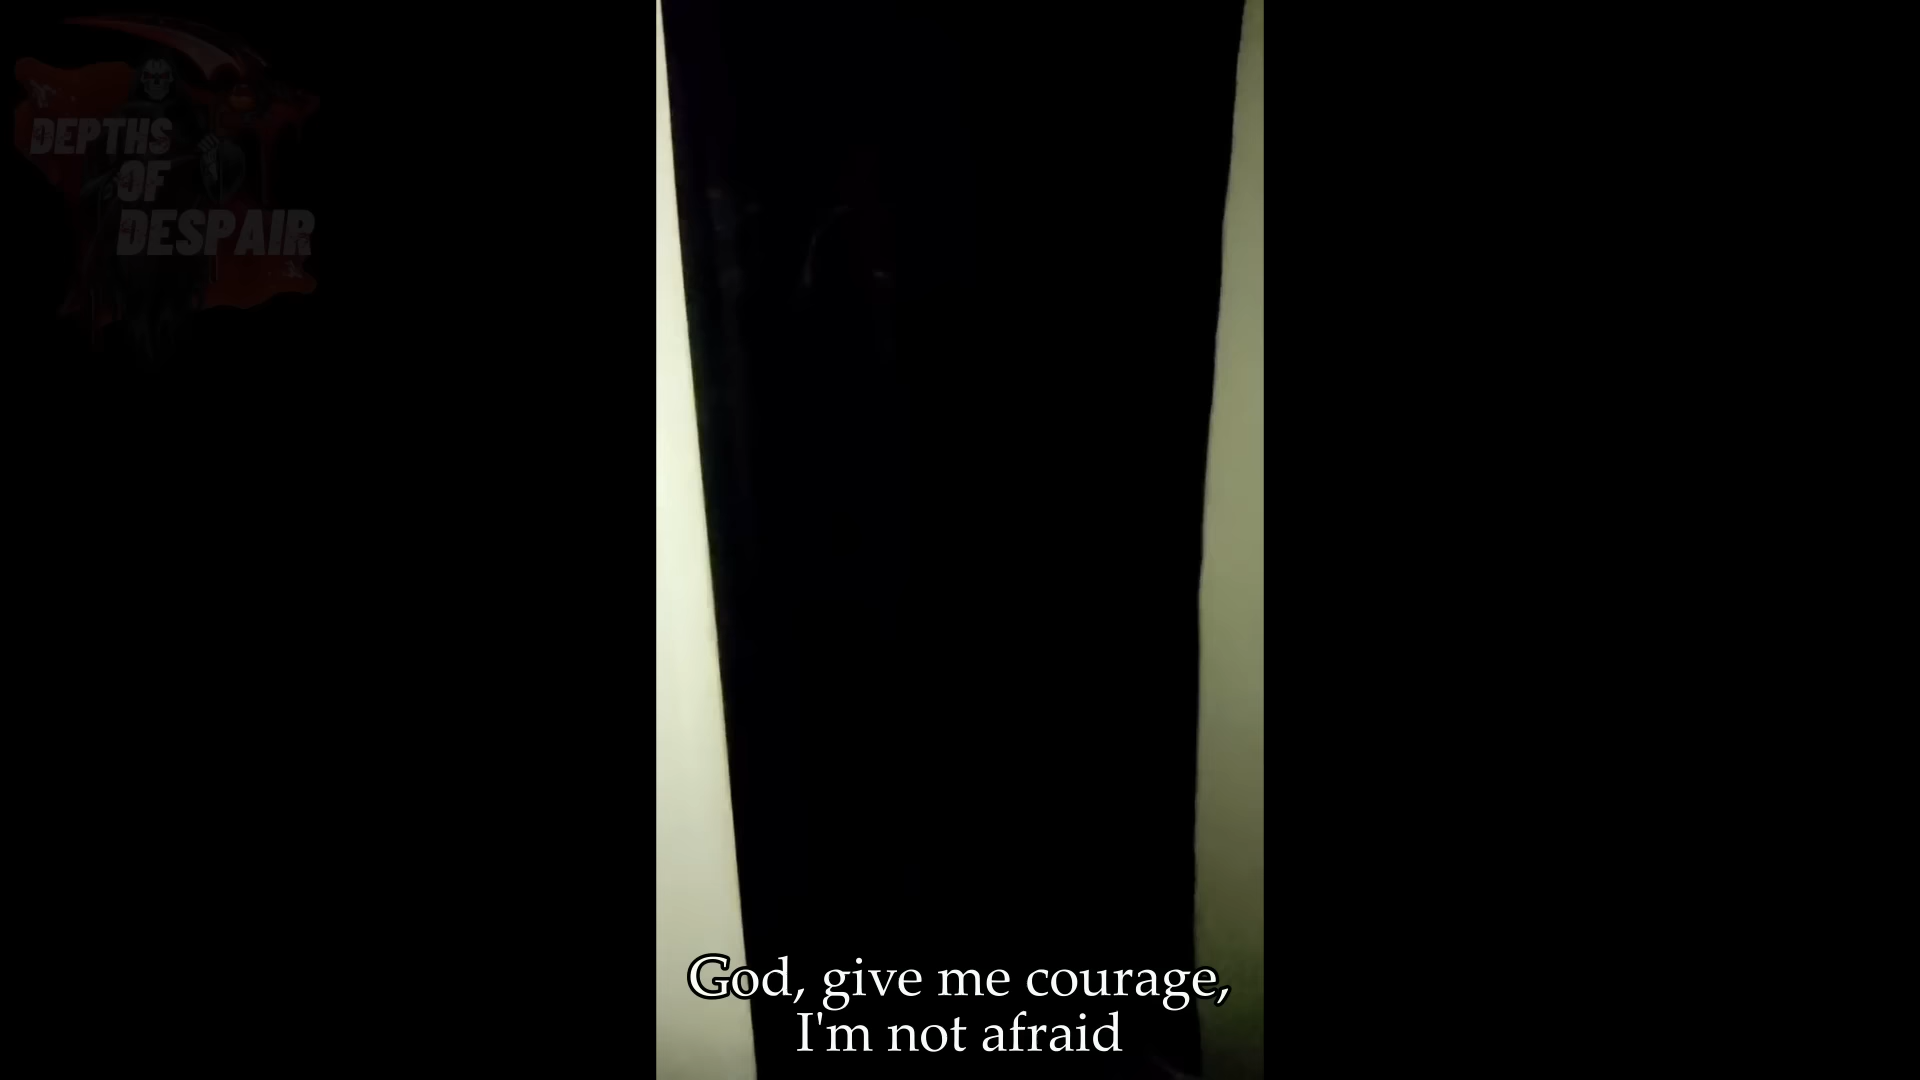 DEPTHS
OF
DESPAIR
God, give me courage,
I'm not afraid